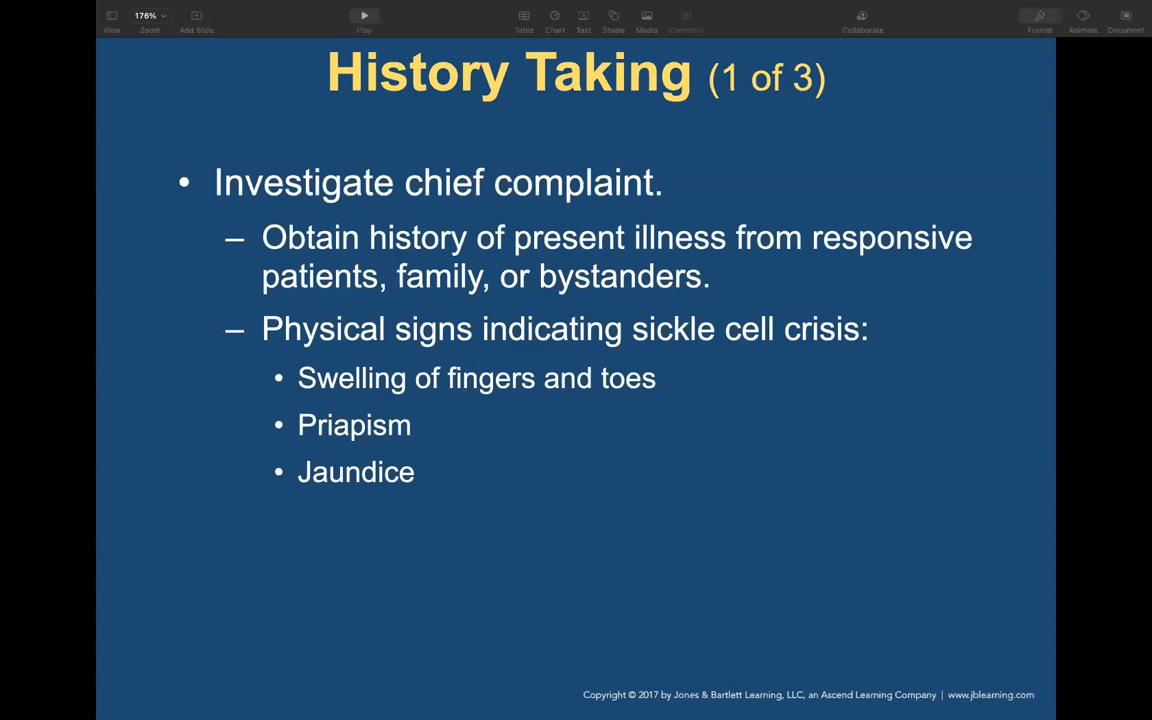 176%
View Zoom Add Slide Play Table Chart Text Shape Media Comment Collaborate Format Animate Document
History Taking (1 of 3)
• Investigate chief complaint.
– Obtain history of present illness from responsive
patients, family, or bystanders.
– Physical signs indicating sickle cell crisis:
• Swelling of fingers and toes
• Priapism
• Jaundice
Copyright © 2017 by Jones & Bartlett Learning, LLC, an Ascend Learning Company | www.jblearning.com